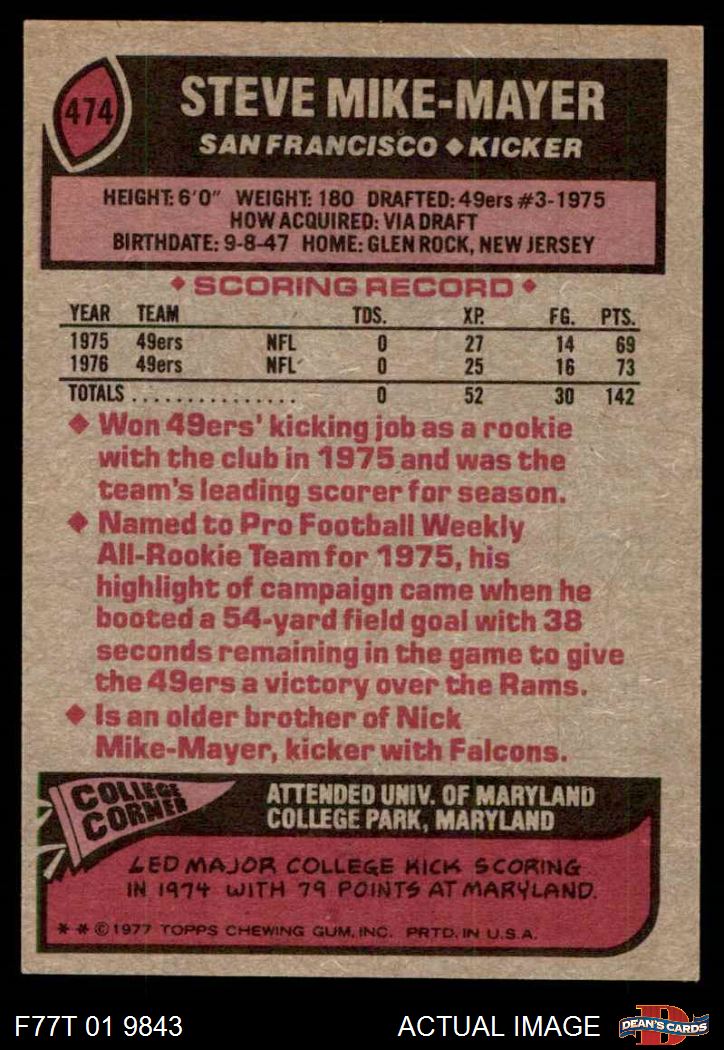 474
STEVE MIKE-MAYER
SAN FRANCISCO ◆ KICKER
HEIGHT: 6'0" WEIGHT: 180 DRAFTED: 49ers #3-1975
HOW ACQUIRED: VIA DRAFT
BIRTHDATE: 9-8-47 HOME: GLEN ROCK, NEW JERSEY
◆ SCORING RECORD ◆
YEAR TEAM TDS. XP. FG. PTS.
1975 49ers NFL 0 27 14 69
1976 49ers NFL 0 25 16 73
TOTALS ............... 0 52 30 142
◆ Won 49ers' kicking job as a rookie
with the club in 1975 and was the
team's leading scorer for season.
◆ Named to Pro Football Weekly
All-Rookie Team for 1975, his
highlight of campaign came when he
booted a 54-yard field goal with 38
seconds remaining in the game to give
the 49ers a victory over the Rams.
◆ Is an older brother of Nick
Mike-Mayer, kicker with Falcons.
COLLEGE
CORNER
ATTENDED UNIV. OF MARYLAND
COLLEGE PARK, MARYLAND
LED MAJOR COLLEGE KICK SCORING
IN 1974 WITH 79 POINTS AT MARYLAND.
* * © 1977 TOPPS CHEWING GUM, INC. PRTD. IN U.S.A.
F77T 01 9843 ACTUAL IMAGE
D
DEAN'S CARDS